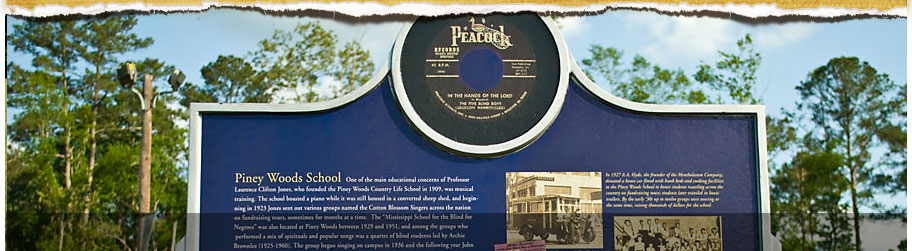 PEACOCK
RECORDS
45 R.P.M.
IN THE HANDS OF THE LORD
THE FIVE BLIND BOYS
(JACKSON HARMONEERS)
Piney Woods School One of the main educational concerns of Professor
Laurence Clifton Jones, who founded the Piney Woods Country Life School in 1909, was musical
training. The school boasted a piano while it was still housed in a converted sheep shed, and begin-
ning in 1923 Jones sent out various groups named the Cotton Blossom Singers across the nation
on fundraising tours, sometimes for months at a time. The “Mississippi School for the Blind for
Negroes” was also located at Piney Woods between 1929 and 1951, and among the groups who
performed a mix of spirituals and popular songs was a quartet of blind students led by Archie
Brownlee (1925-1960). The group began singing on campus in 1936 and the following year John
In 1927 A.A. Hyde, the founder of the Mentholatum Company,
donated a house car fitted with bunk beds and cooking facilities
to the Piney Woods School to house students traveling across the
country on fundraising tours; students later traveled in house
trailers. By the early ’30s up to twelve groups were touring at
the same time, raising thousands of dollars for the school.